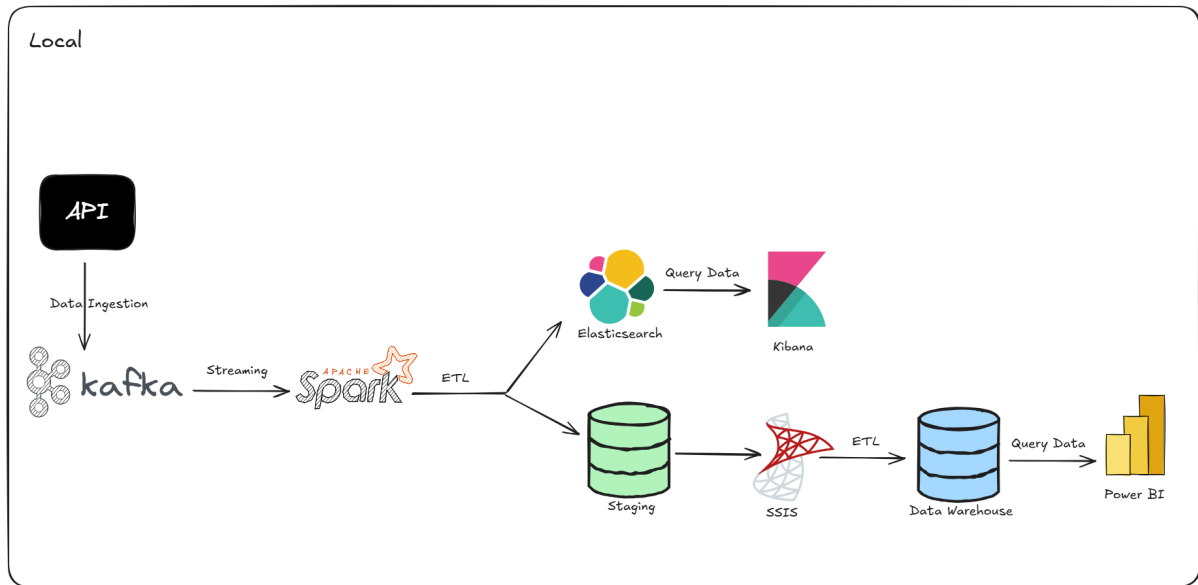 Local
API
Data Ingestion
kafka
Streaming
APACHE
Spark
ETL
Elasticsearch
Query Data
Kibana
Staging
SSIS
ETL
Data Warehouse
Query Data
Power BI